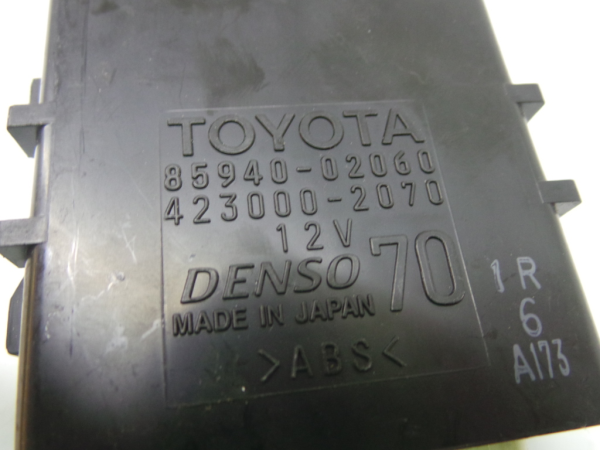 TOYOTA
85940-02060
423000-2070
12V
DENSO 70
MADE IN JAPAN
>ABS<
1R
6
A173